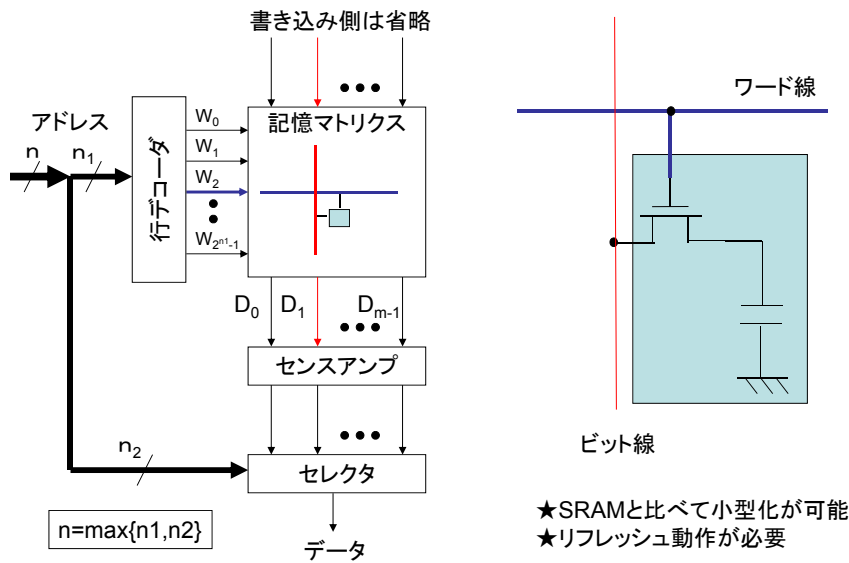 書き込み側は省略
アドレス
n
n₁
行デコーダ
W₀
W₁
W₂
W₂ⁿ¹-1
記憶マトリクス
D₀
D₁
Dm-1
センスアンプ
n₂
セレクタ
n=max{n1,n2}
データ
ワード線
ビット線
★SRAMと比べて小型化が可能
★リフレッシュ動作が必要